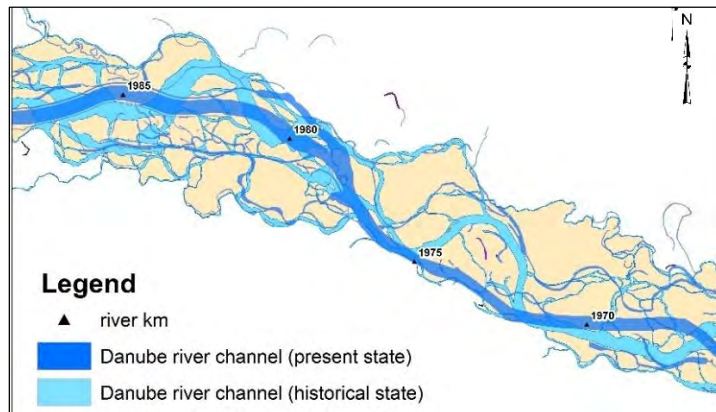 N
1985
1980
1975
1970
Legend
river km
Danube river channel (present state)
Danube river channel (historical state)